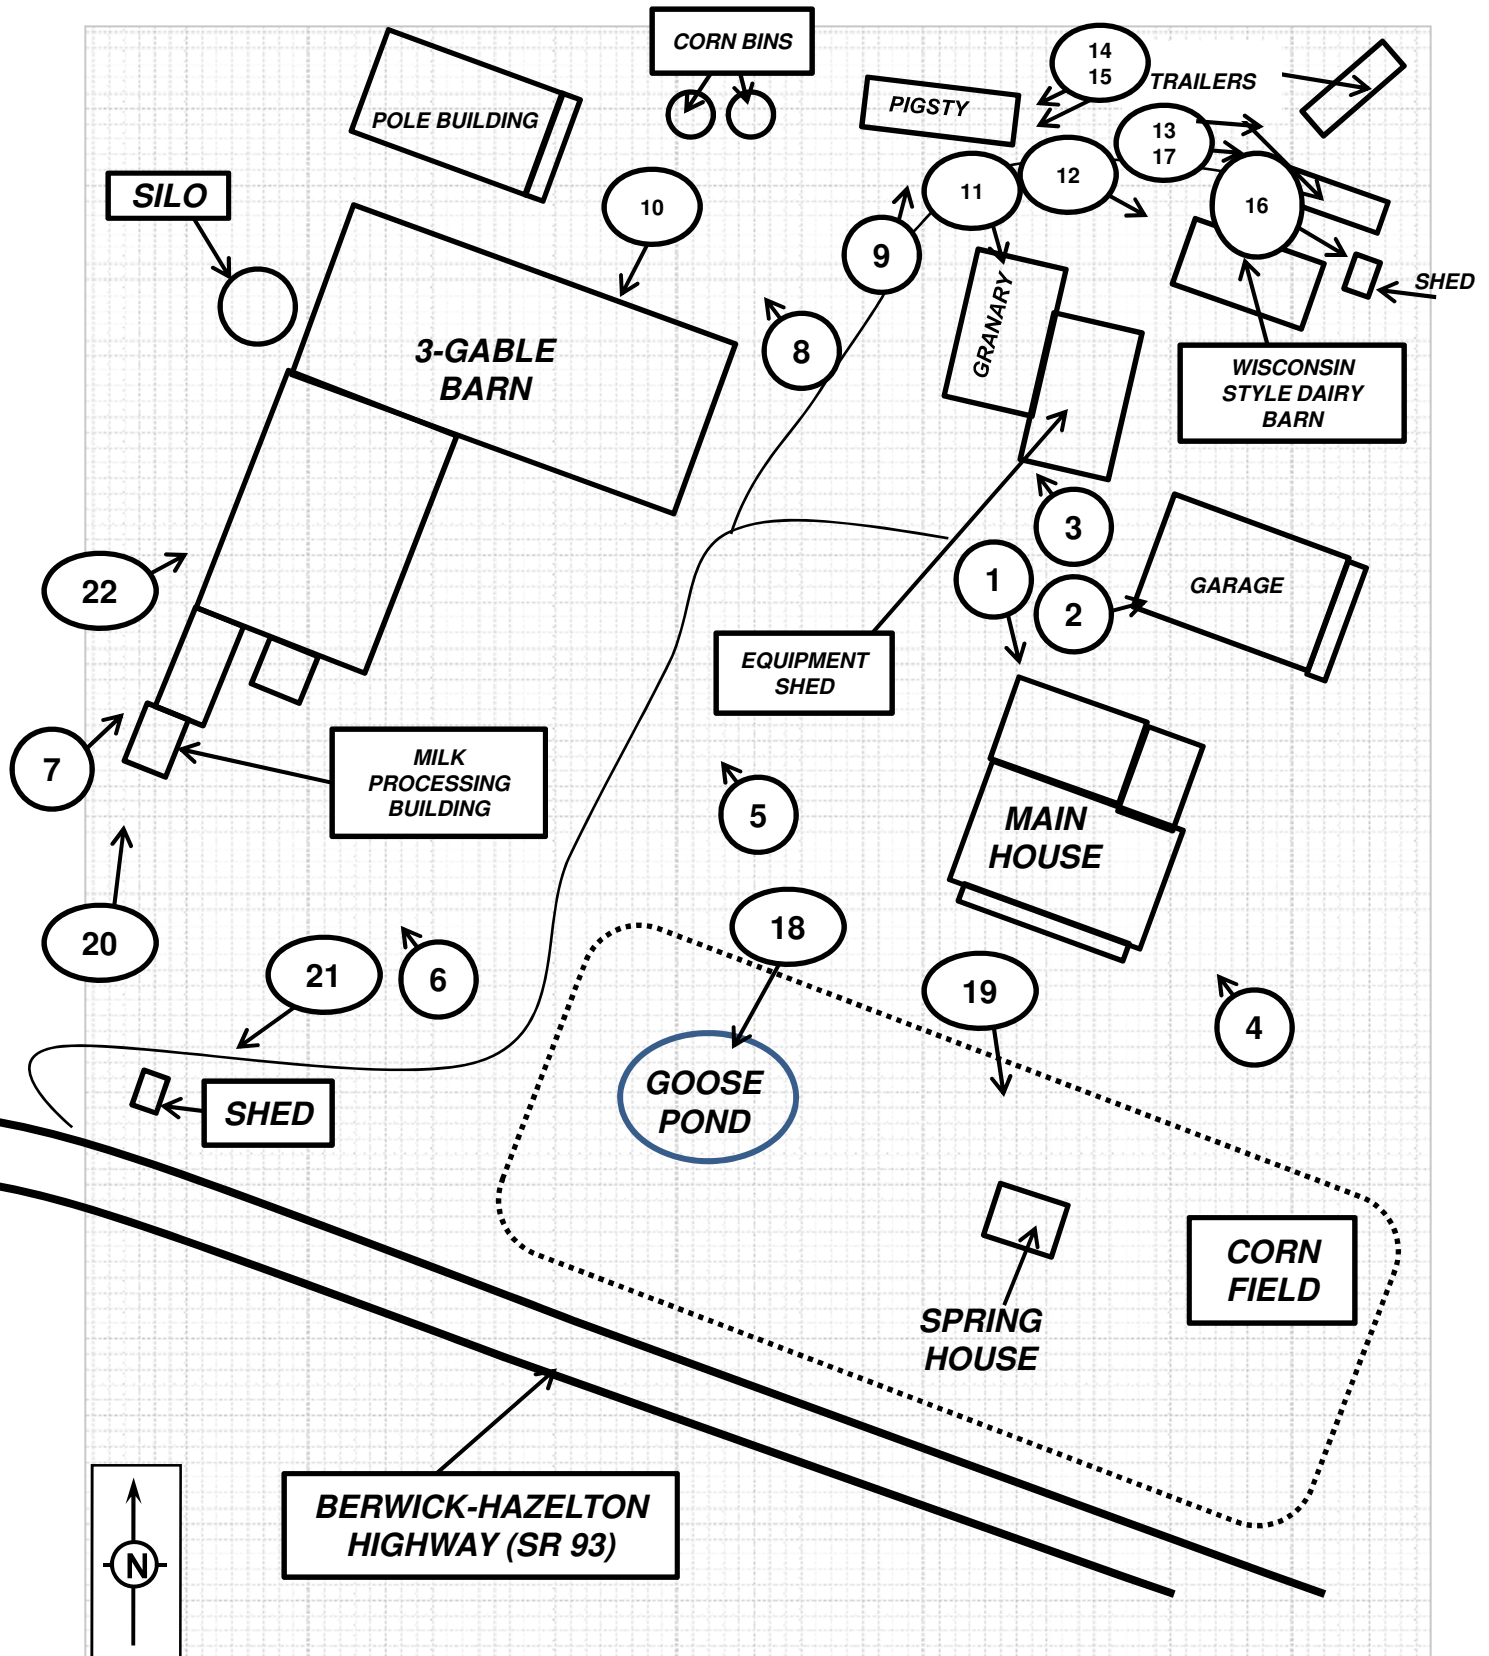 CORN BINS
14
15
TRAILERS
PIGSTY
POLE BUILDING
13
17
12
11
16
SILO
10
9
SHED
GRANARY
8
3-GABLE
BARN
WISCONSIN
STYLE DAIRY
BARN
3
1
2
GARAGE
22
EQUIPMENT
SHED
7
MILK
PROCESSING
BUILDING
5
MAIN
HOUSE
20
21
6
18
19
4
GOOSE
POND
SHED
CORN
FIELD
SPRING
HOUSE
BERWICK-HAZELTON
HIGHWAY (SR 93)
N